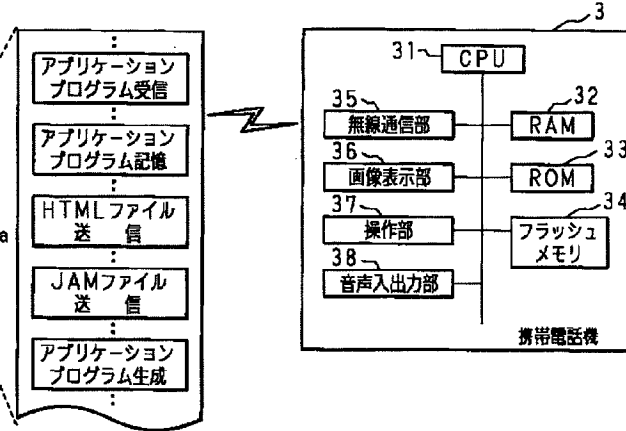 アプリケーション
プログラム受信
アプリケーション
プログラム記憶
HTMLファイル
送 信
a
JAMファイル
送 信
アプリケーション
プログラム生成
3
31
CPU
35
無線通信部
32
RAM
36
画像表示部
33
ROM
37
操作部
34
フラッシュ
メモリ
38
音声入出力部
携帯電話機